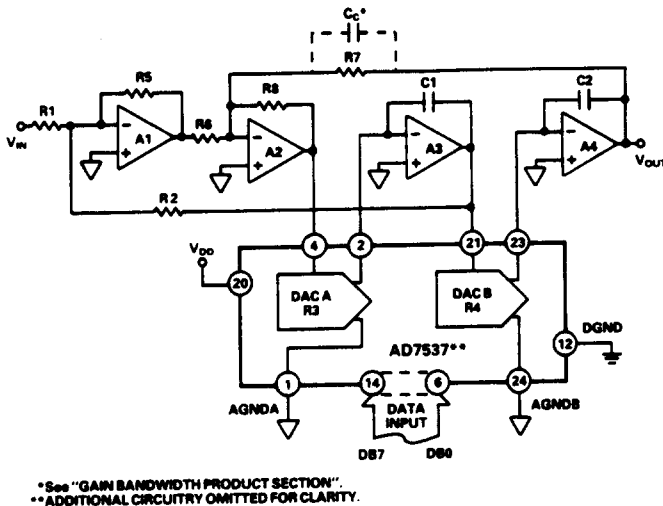 Cc*
R7
R5
R8
C1
C2
R1
R6
VIN
A1
A2
A3
A4
VOUT
R2
VDD
4
2
21
23
20
DAC A
R3
DAC B
R4
DGND
AD7537**
12
1
14
6
24
AGNDA
DATA
INPUT
AGNDB
DB7
DB0
*See "GAIN BANDWIDTH PRODUCT SECTION".
**ADDITIONAL CIRCUITRY OMITTED FOR CLARITY.